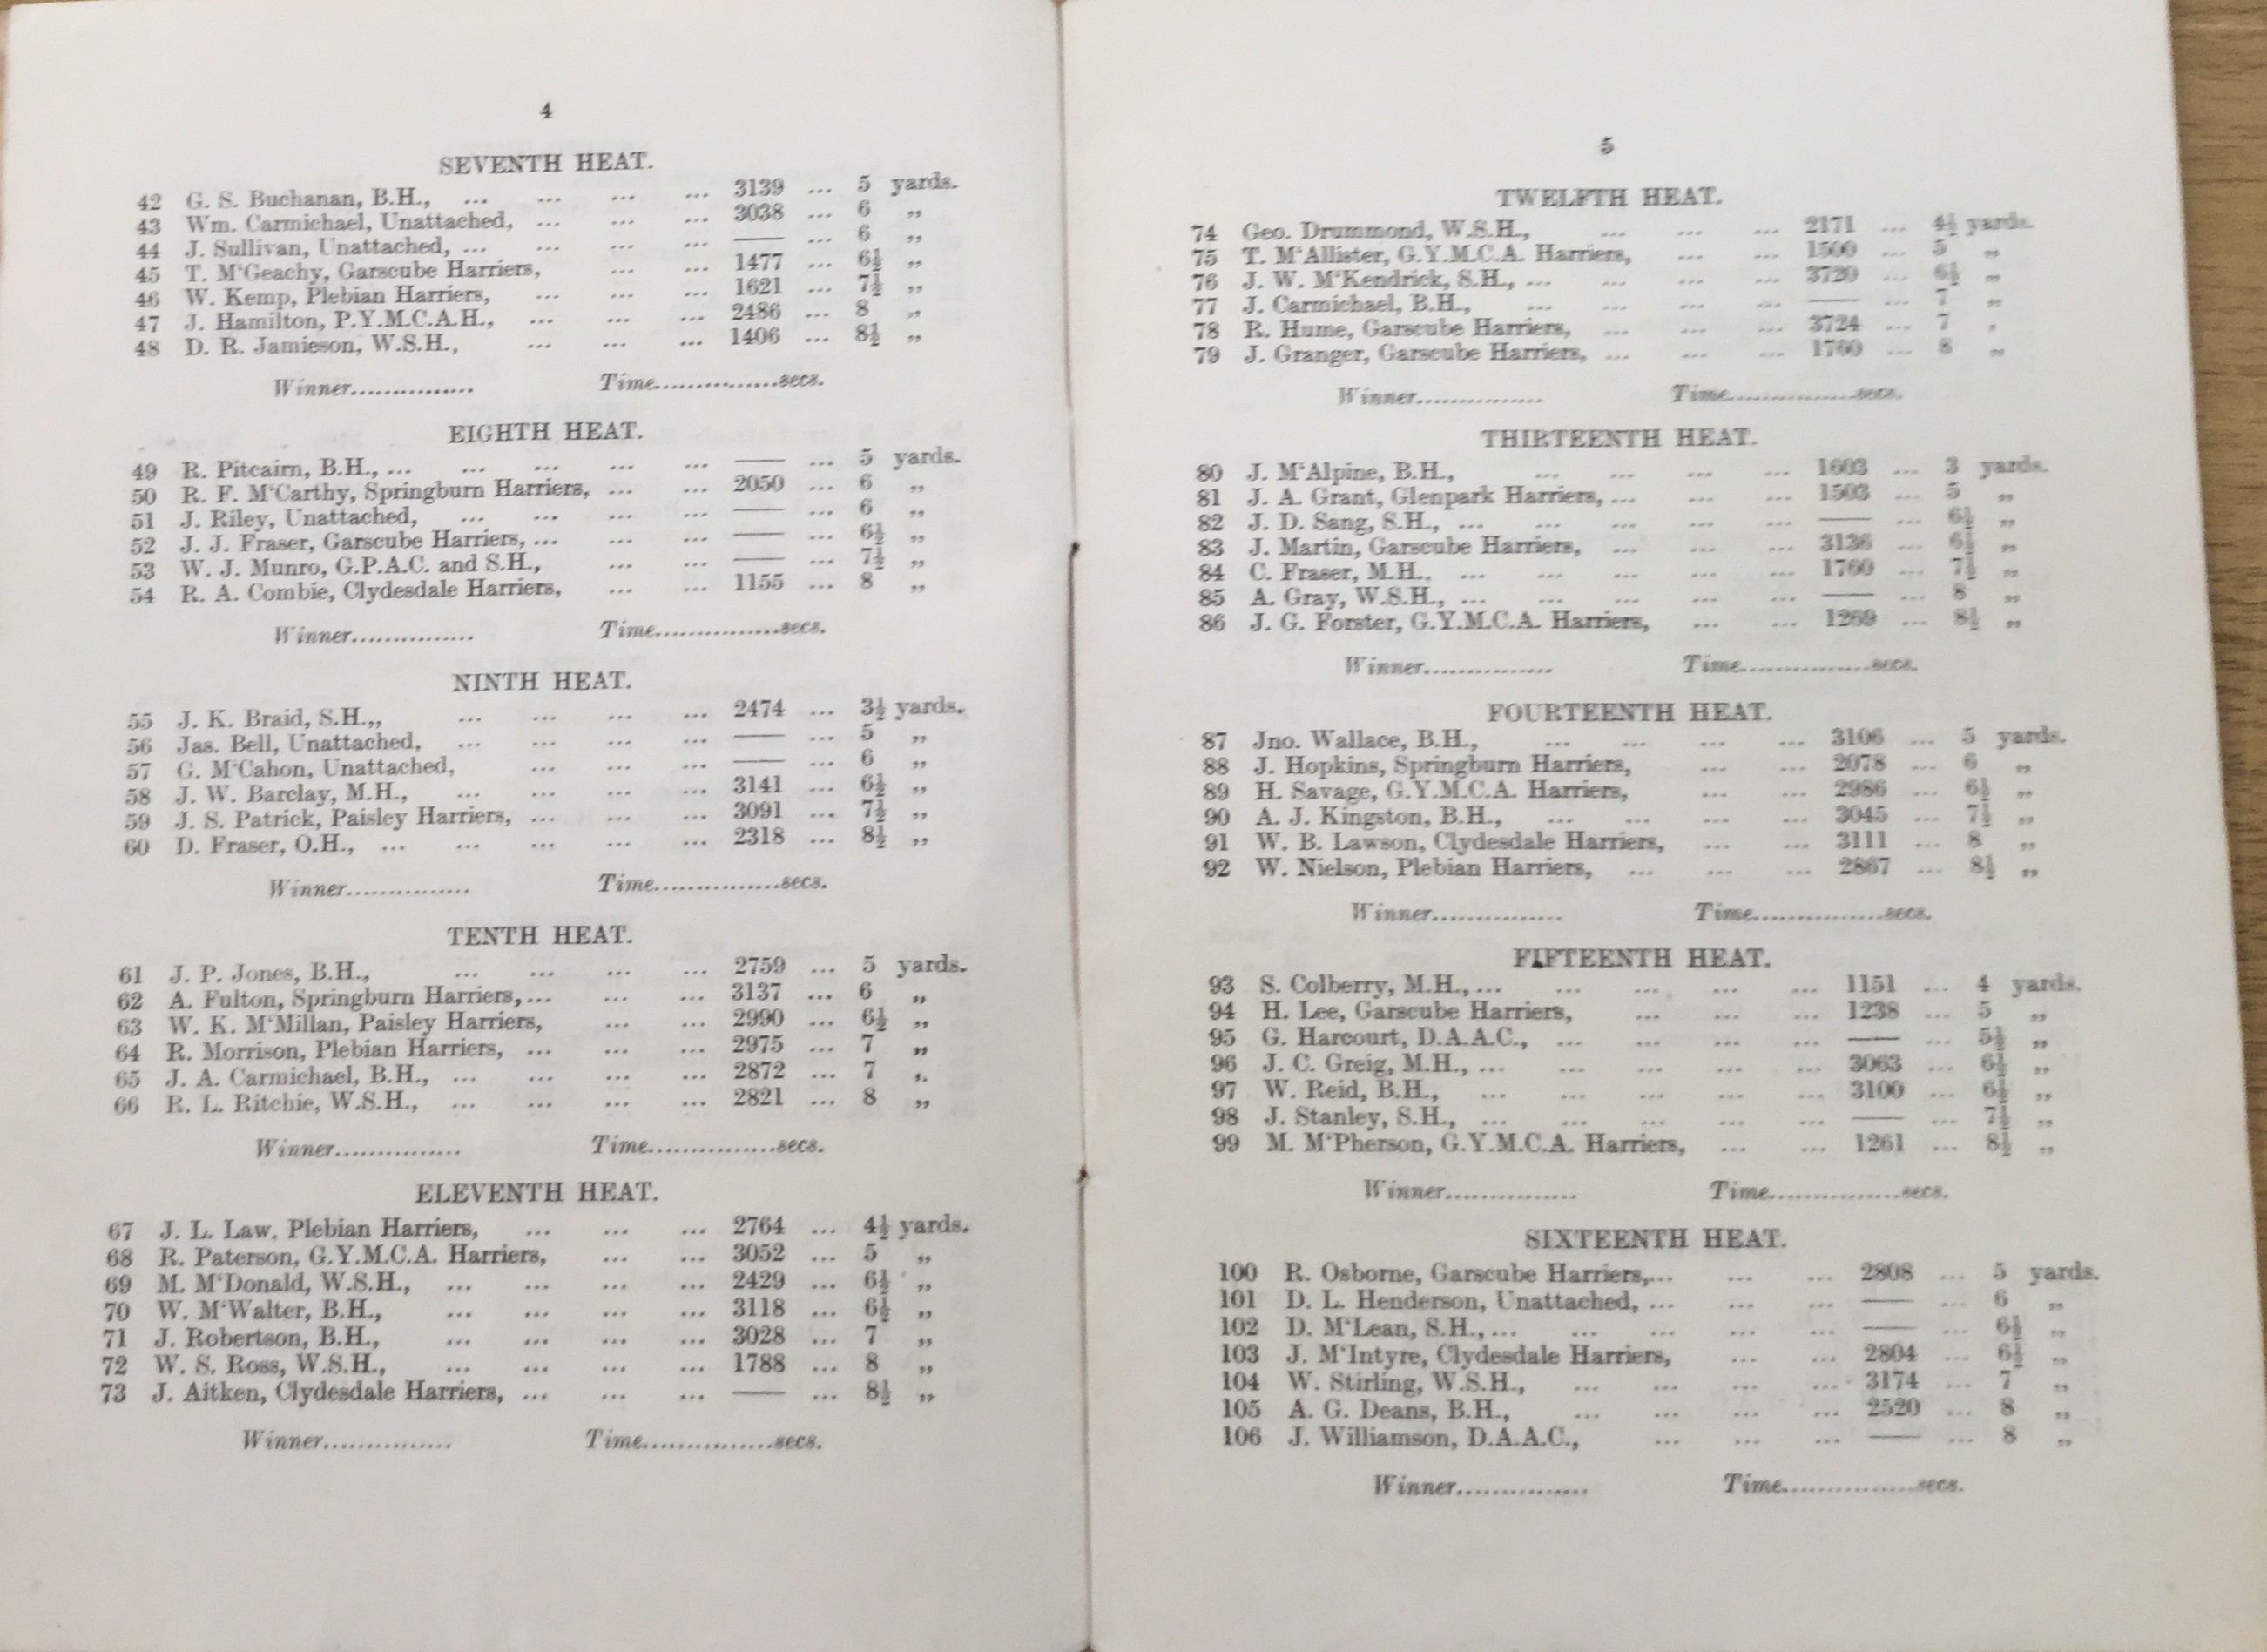 4
SEVENTH HEAT.
42 G. S. Buchanan, B.H., ... ... ... ... 3139 ... 5 yards.
43 Wm. Carmichael, Unattached, ... ... ... 3038 ... 6 „
44 J. Sullivan, Unattached, ... ... ... ... —— ... 6 „
45 T. M‘Geachy, Garscube Harriers, ... ... 1477 ... 6½ „
46 W. Kemp, Plebian Harriers, ... ... ... 1621 ... 7½ „
47 J. Hamilton, P.Y.M.C.A.H., ... ... ... 2486 ... 8 „
48 D. R. Jamieson, W.S.H., ... ... ... 1406 ... 8½ „
Winner............... Time...............secs.
EIGHTH HEAT.
49 R. Pitcairn, B.H., ... ... ... ... ... —— ... 5 yards.
50 R. F. M‘Carthy, Springburn Harriers, ... ... 2050 ... 6 „
51 J. Riley, Unattached, ... ... ... ... —— ... 6 „
52 J. J. Fraser, Garscube Harriers, ... ... ... —— ... 6½ „
53 W. J. Munro, G.P.A.C. and S.H., ... ... —— ... 7½ „
54 R. A. Combie, Clydesdale Harriers, ... ... 1155 ... 8 „
Winner............... Time...............secs.
NINTH HEAT.
55 J. K. Braid, S.H.,, ... ... ... ... 2474 ... 3½ yards.
56 Jas. Bell, Unattached, ... ... ... ... —— ... 5 „
57 G. M‘Cahon, Unattached, ... ... ... —— ... 6 „
58 J. W. Barclay, M.H., ... ... ... ... 3141 ... 6½ „
59 J. S. Patrick, Paisley Harriers, ... ... ... 3091 ... 7½ „
60 D. Fraser, O.H., ... ... ... ... ... 2318 ... 8½ „
Winner............... Time...............secs.
TENTH HEAT.
61 J. P. Jones, B.H., ... ... ... ... 2759 ... 5 yards.
62 A. Fulton, Springburn Harriers,... ... ... 3137 ... 6 „
63 W. K. M‘Millan, Paisley Harriers, ... ... 2990 ... 6½ „
64 R. Morrison, Plebian Harriers, ... ... ... 2975 ... 7 „
65 J. A. Carmichael, B.H., ... ... ... ... 2872 ... 7 „
66 R. L. Ritchie, W.S.H., ... ... ... ... 2821 ... 8 „
Winner............... Time...............secs.
ELEVENTH HEAT.
67 J. L. Law, Plebian Harriers, ... ... ... 2764 ... 4½ yards.
68 R. Paterson, G.Y.M.C.A. Harriers, ... ... 3052 ... 5 „
69 M. M‘Donald, W.S.H., ... ... ... ... 2429 ... 6½ „
70 W. M‘Walter, B.H., ... ... ... ... 3118 ... 6½ „
71 J. Robertson, B.H., ... ... ... ... 3028 ... 7 „
72 W. S. Ross, W.S.H., ... ... ... ... 1788 ... 8 „
73 J. Aitken, Clydesdale Harriers, ... ... ... —— ... 8½ „
Winner............... Time...............secs.
5
TWELFTH HEAT.
74 Geo. Drummond, W.S.H., ... ... ... 2171 ... 4½ yards.
75 T. M‘Allister, G.Y.M.C.A. Harriers, ... ... 1500 ... 5 „
76 J. W. M‘Kendrick, S.H., ... ... ... ... 3720 ... 6½ „
77 J. Carmichael, B.H., ... ... ... ... —— ... 7 „
78 R. Hume, Garscube Harriers, ... ... ... 3724 ... 7 „
79 J. Granger, Garscube Harriers, ... ... ... 1760 ... 8 „
Winner............... Time...............secs.
THIRTEENTH HEAT.
80 J. M‘Alpine, B.H., ... ... ... ... 1603 ... 3 yards.
81 J. A. Grant, Glenpark Harriers, ... ... ... 1503 ... 5 „
82 J. D. Sang, S.H., ... ... ... ... ... —— ... 6½ „
83 J. Martin, Garscube Harriers, ... ... ... 3136 ... 6½ „
84 C. Fraser, M.H., ... ... ... ... ... 1760 ... 7½ „
85 A. Gray, W.S.H., ... ... ... ... ... —— ... 8 „
86 J. G. Forster, G.Y.M.C.A. Harriers, ... ... 1269 ... 8½ „
Winner............... Time...............secs.
FOURTEENTH HEAT.
87 Jno. Wallace, B.H., ... ... ... ... 3106 ... 5 yards.
88 J. Hopkins, Springburn Harriers, ... ... 2078 ... 6 „
89 H. Savage, G.Y.M.C.A. Harriers, ... ... 2986 ... 6½ „
90 A. J. Kingston, B.H., ... ... ... ... 3045 ... 7½ „
91 W. B. Lawson, Clydesdale Harriers, ... ... 3111 ... 8 „
92 W. Nielson, Plebian Harriers, ... ... ... 2867 ... 8½ „
Winner............... Time...............secs.
FIFTEENTH HEAT.
93 S. Colberry, M.H., ... ... ... ... ... 1151 ... 4 yards.
94 H. Lee, Garscube Harriers, ... ... ... 1238 ... 5 „
95 G. Harcourt, D.A.A.C., ... ... ... ... —— ... 5½ „
96 J. C. Greig, M.H., ... ... ... ... ... 3063 ... 6½ „
97 W. Reid, B.H., ... ... ... ... ... 3100 ... 6½ „
98 J. Stanley, S.H., ... ... ... ... ... —— ... 7½ „
99 M. M‘Pherson, G.Y.M.C.A. Harriers, ... ... 1261 ... 8½ „
Winner............... Time...............secs.
SIXTEENTH HEAT.
100 R. Osborne, Garscube Harriers,... ... ... 2808 ... 5 yards.
101 D. L. Henderson, Unattached, ... ... ... —— ... 6 „
102 D. M‘Lean, S.H., ... ... ... ... ... —— ... 6½ „
103 J. M‘Intyre, Clydesdale Harriers, ... ... 2804 ... 6½ „
104 W. Stirling, W.S.H., ... ... ... ... 3174 ... 7 „
105 A. G. Deans, B.H., ... ... ... ... 2520 ... 8 „
106 J. Williamson, D.A.A.C., ... ... ... —— ... 8 „
Winner............... Time...............secs.